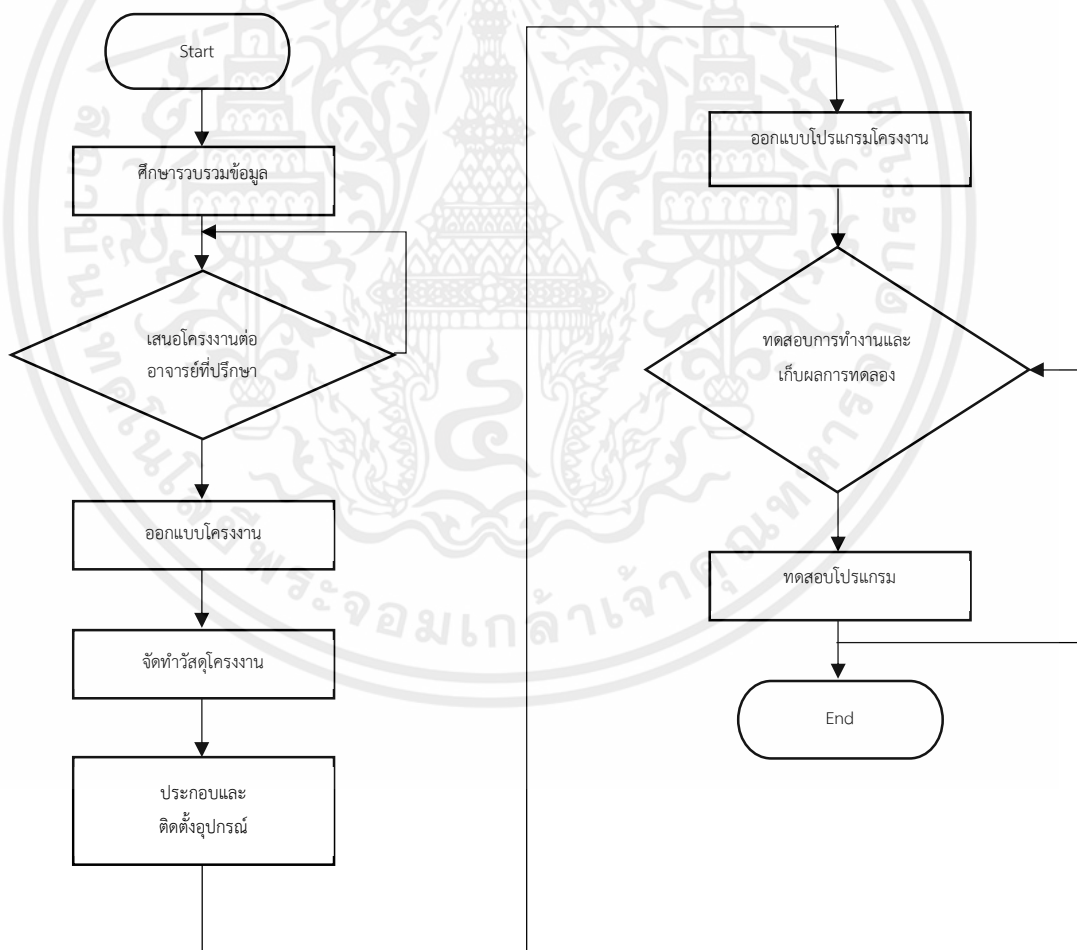 Start
ศึกษารวบรวมข้อมูล
เสนอโครงงานต่อ
อาจารย์ที่ปรึกษา
ออกแบบโครงงาน
จัดทำวัสดุโครงงาน
ประกอบและ
ติดตั้งอุปกรณ์
ออกแบบโปรแกรมโครงงาน
ทดสอบการทำงานและ
เก็บผลการทดลอง
ทดสอบโปรแกรม
End